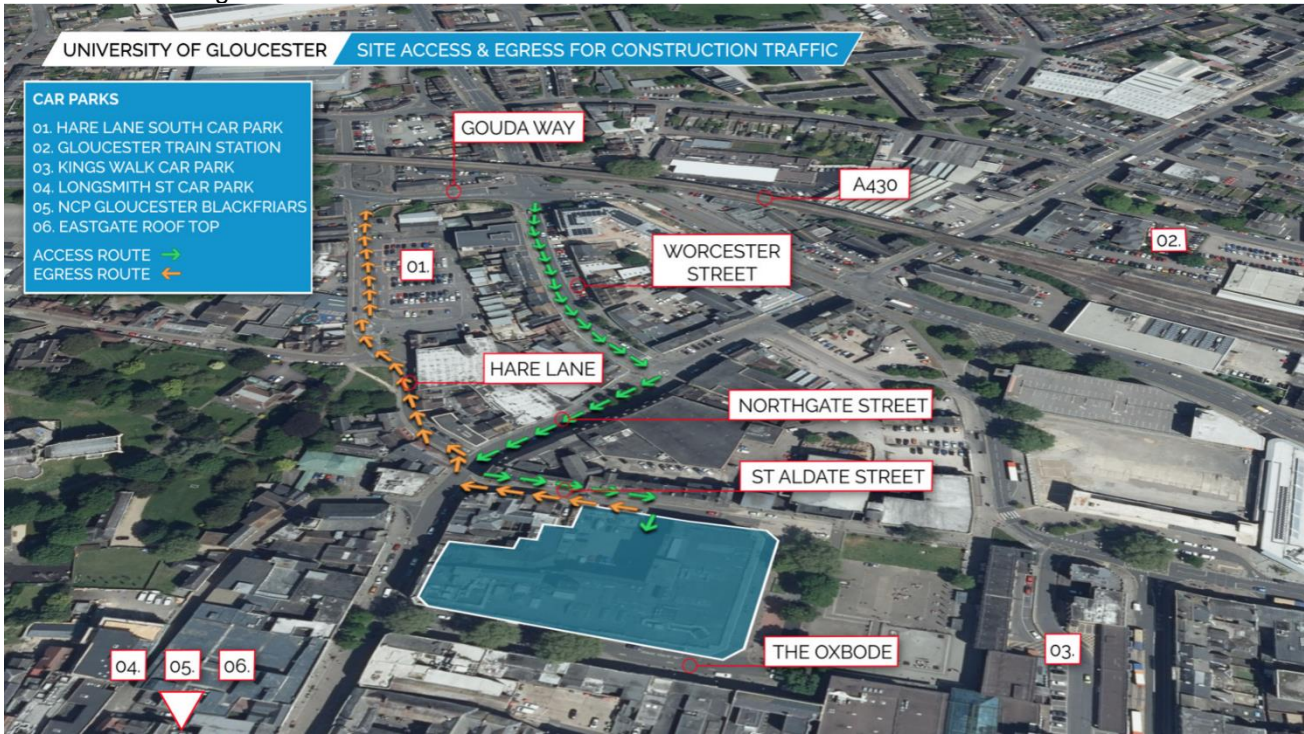 UNIVERSITY OF GLOUCESTER
SITE ACCESS & EGRESS FOR CONSTRUCTION TRAFFIC
CAR PARKS
01. HARE LANE SOUTH CAR PARK
02. GLOUCESTER TRAIN STATION
03. KINGS WALK CAR PARK
04. LONGSMITH ST CAR PARK
05. NCP GLOUCESTER BLACKFRIARS
06. EASTGATE ROOF TOP
ACCESS ROUTE
EGRESS ROUTE
GOUDA WAY
A430
02.
WORCESTER
STREET
01.
HARE LANE
NORTHGATE STREET
ST ALDATE STREET
THE OXBODE
03.
04.
05.
06.